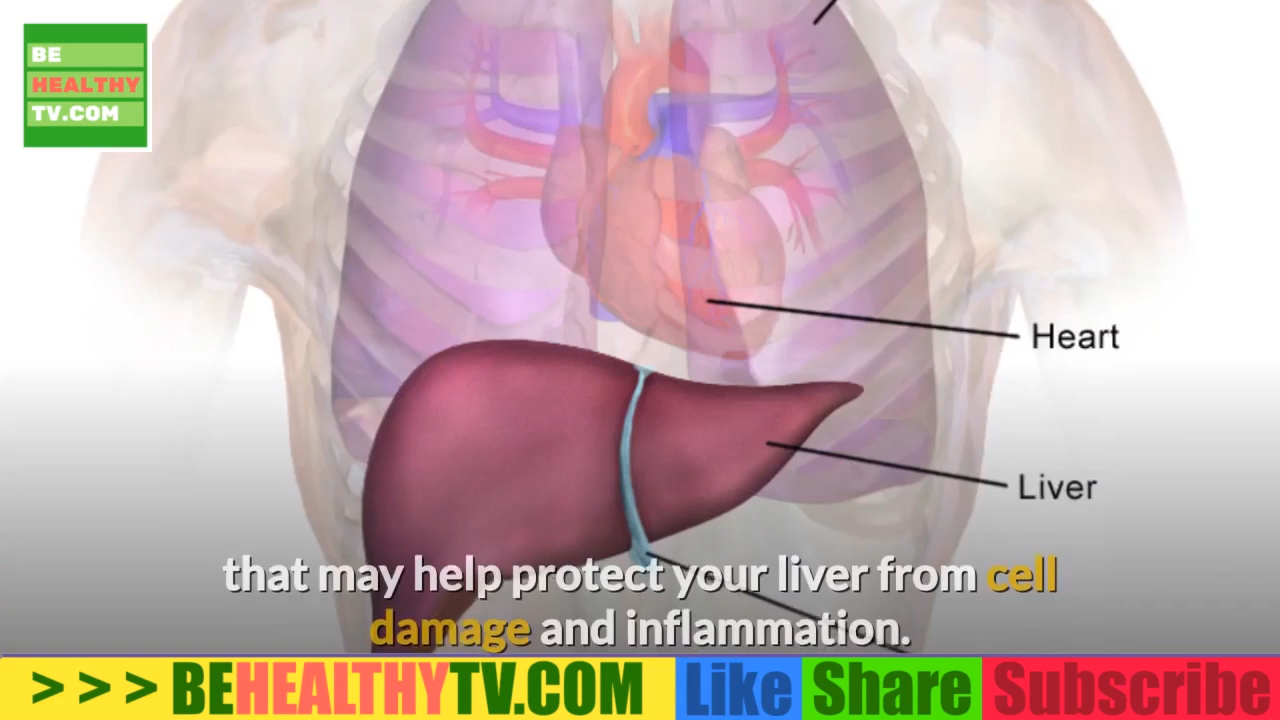 BE
HEALTHY
TV.COM
Heart
Liver
that may help protect your liver from cell
damage and inflammation.
> > > BEHEALTHYTV.COM Like Share Subscribe